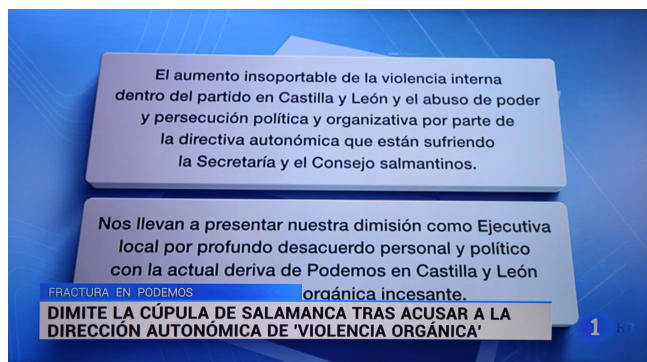 El aumento insoportable de la violencia interna
dentro del partido en Castilla y León y el abuso de poder
y persecución política y organizativa por parte de
la directiva autonómica que están sufriendo
la Secretaría y el Consejo salmantinos.
Nos llevan a presentar nuestra dimisión como Ejecutiva
local por profundo desacuerdo personal y político
con la actual deriva de Podemos en Castilla y León
orgánica incesante.
FRACTURA EN PODEMOS
DIMITE LA CÚPULA DE SALAMANCA TRAS ACUSAR A LA
DIRECCIÓN AUTONÓMICA DE 'VIOLENCIA ORGÁNICA'
1